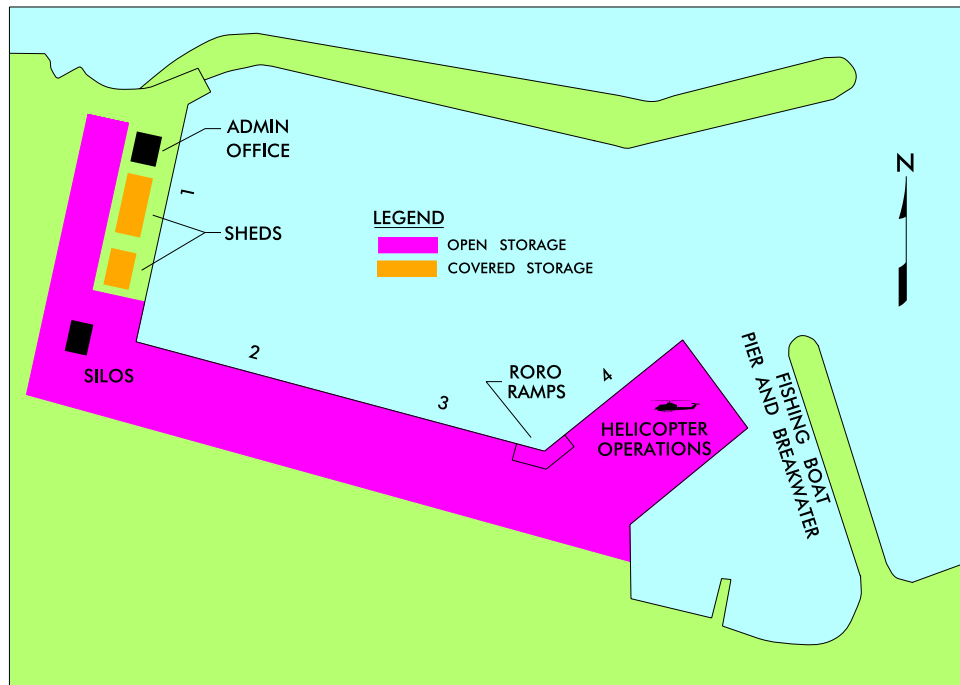 ADMIN
OFFICE
1
SHEDS
N
LEGEND
OPEN STORAGE
COVERED STORAGE
SILOS
2
3
RORO
RAMPS
4
HELICOPTER
OPERATIONS
FISHING BOAT
PIER AND BREAKWATER